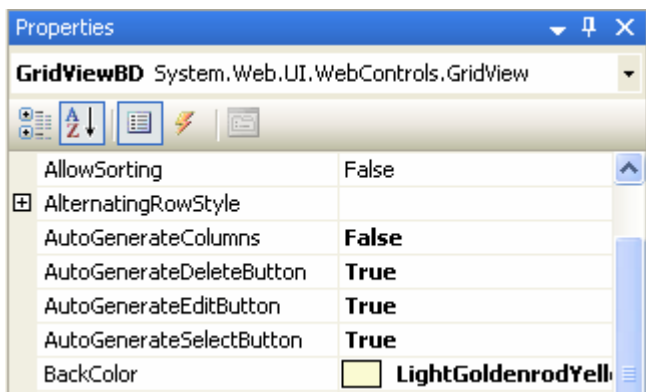 Properties
GridViewBD System.Web.UI.WebControls.GridView
AllowSorting False
AlternatingRowStyle
AutoGenerateColumns False
AutoGenerateDeleteButton True
AutoGenerateEditButton True
AutoGenerateSelectButton True
BackColor LightGoldenrodYell